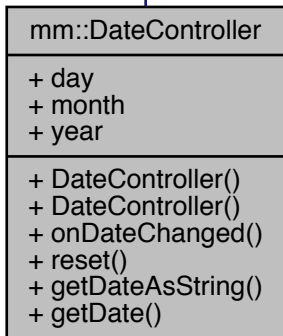 mm::DateController
+ day
+ month
+ year
+ DateController()
+ DateController()
+ onDateChanged()
+ reset()
+ getDateAsString()
+ getDate()